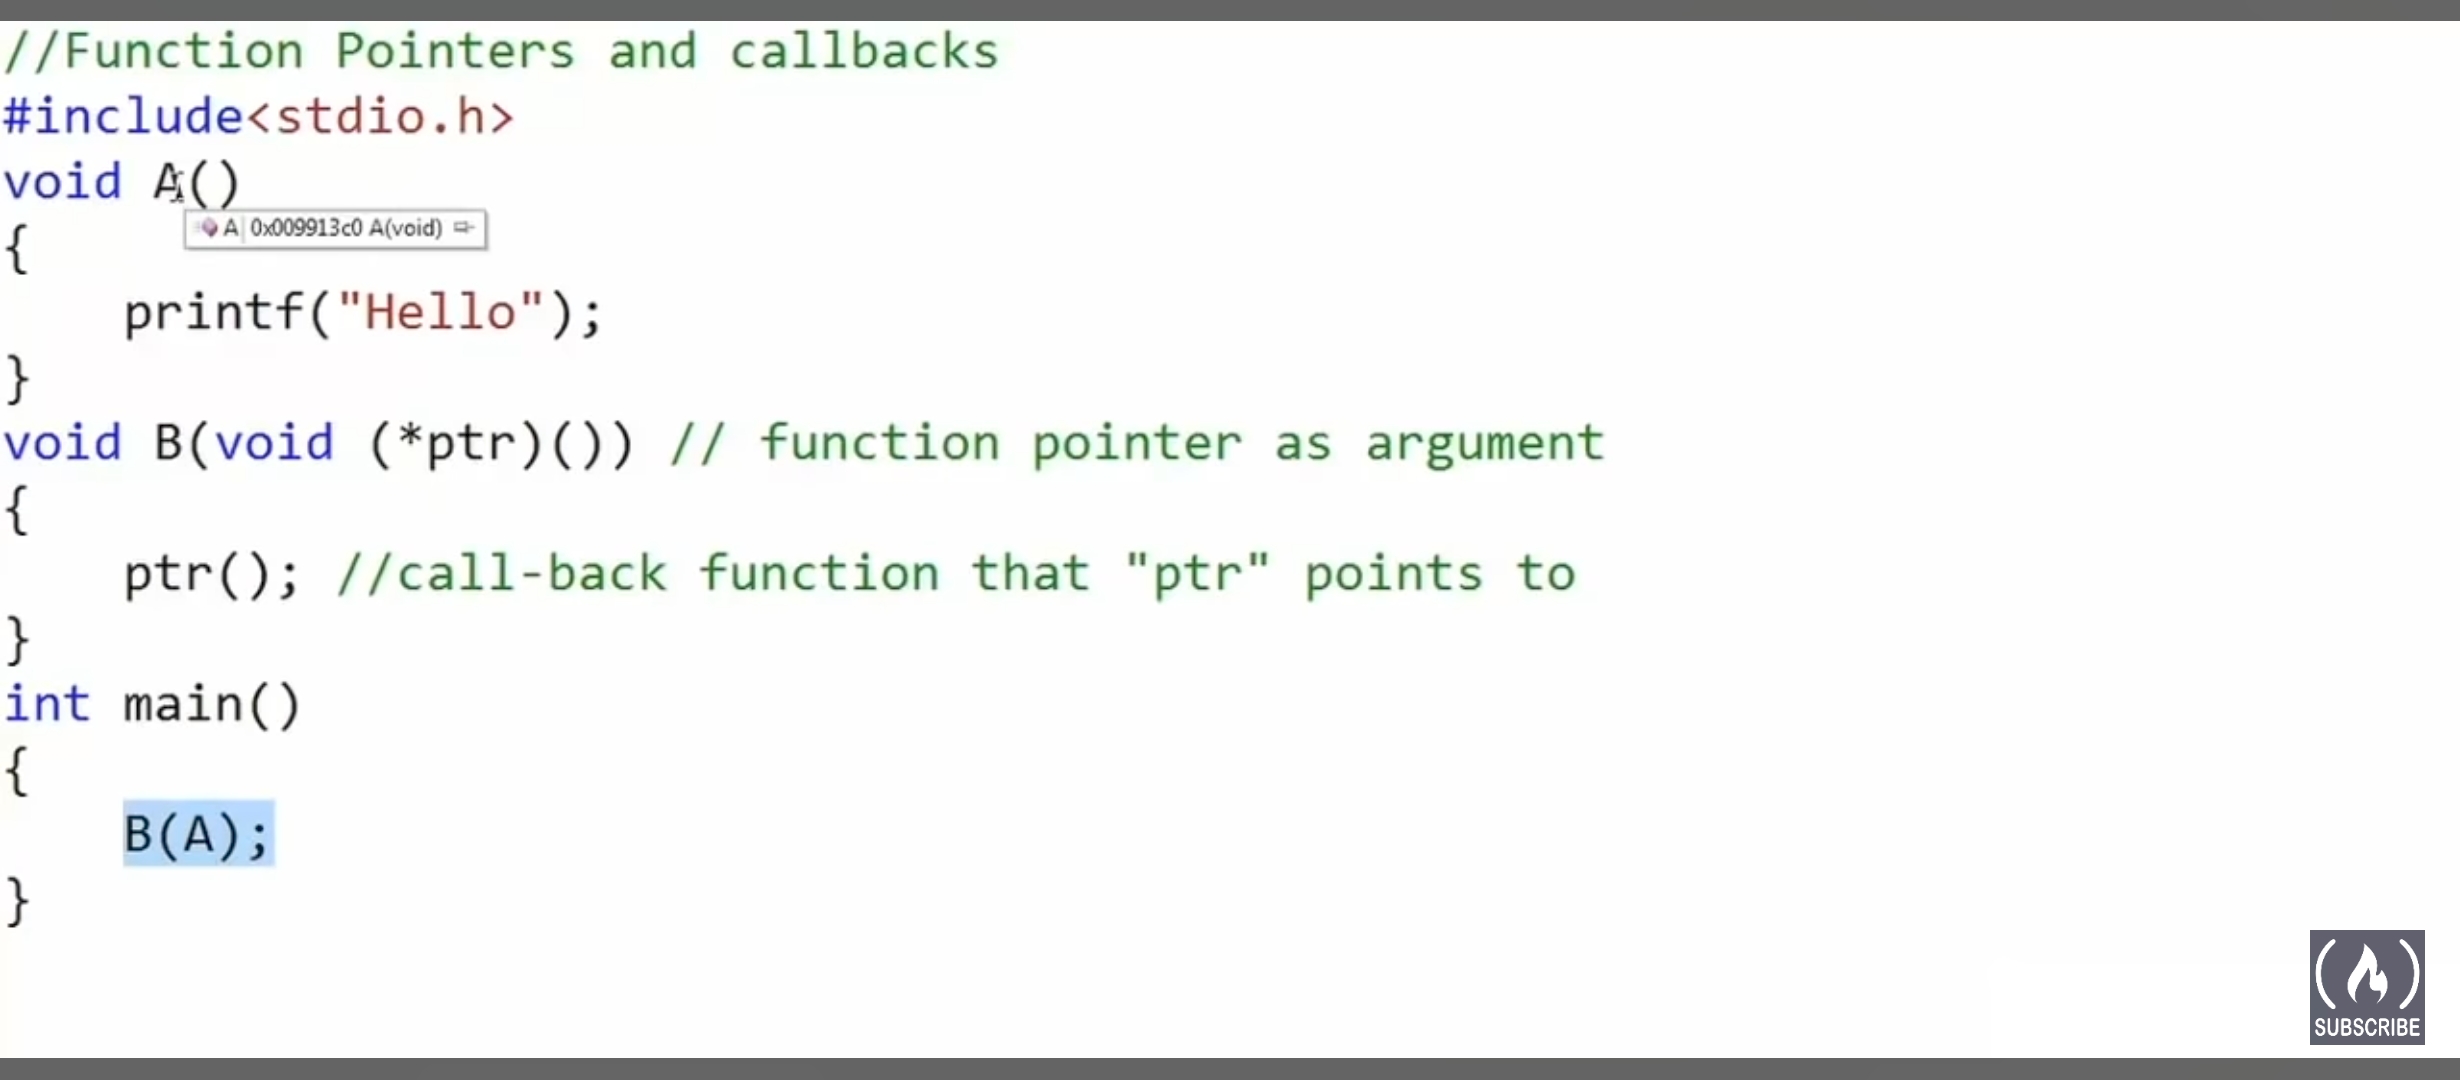 //Function Pointers and callbacks
#include<stdio.h>
void A()
A 0x009913c0 A(void)
{
    printf("Hello");
}
void B(void (*ptr)()) // function pointer as argument
{
    ptr(); //call-back function that "ptr" points to
}
int main()
{
    B(A);
}
SUBSCRIBE